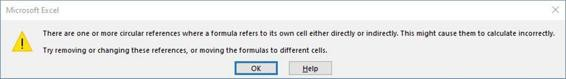 Microsoft Excel
There are one or more circular references where a formula refers to its own cell either directly or indirectly. This might cause them to calculate incorrectly.
Try removing or changing these references, or moving the formulas to different cells.
OK Help